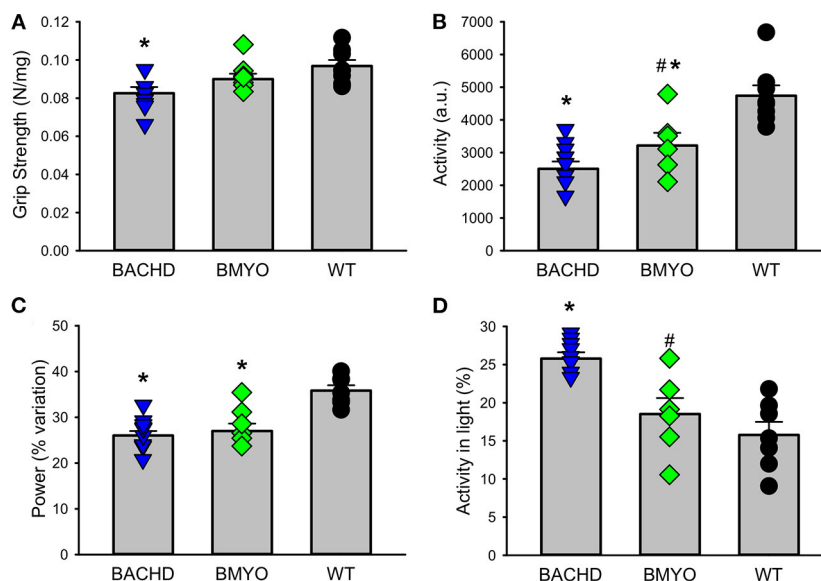 A
Grip Strength (N/mg)
0.12
0.10
0.08
0.06
0.04
0.02
0.00
*
BACHD BMYO WT
B
Activity (a.u.)
7000
6000
5000
4000
3000
2000
1000
0
*
#*
BACHD BMYO WT
C
Power (% variation)
50
40
30
20
10
0
*
*
BACHD BMYO WT
D
Activity in light (%)
30
25
20
15
10
5
0
*
#
BACHD BMYO WT